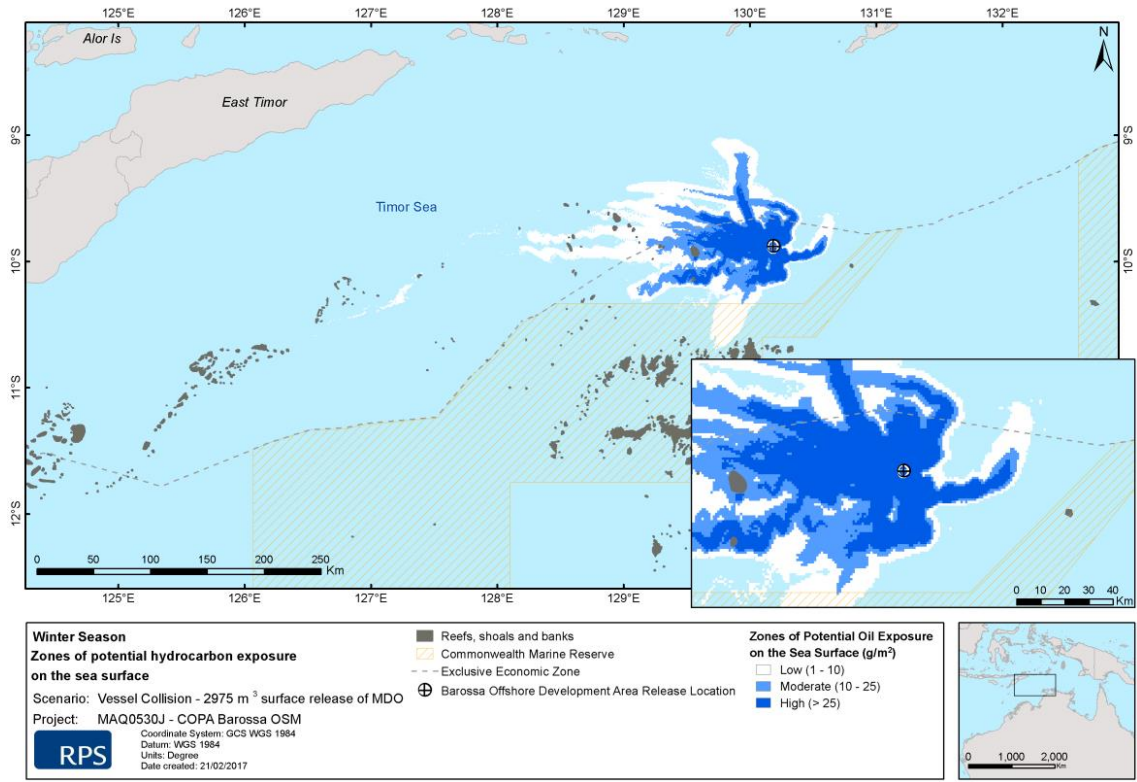 125°E 126°E 127°E 128°E 129°E 130°E 131°E 132°E
Alor Is
N
East Timor
9°S 9°S
Timor Sea
10°S 10°S
11°S
12°S
0 50 100 150 200 250
Km
0 10 20 30 40
Km
125°E 126°E 127°E 128°E 129°E
Winter Season
Zones of potential hydrocarbon exposure
on the sea surface
Scenario: Vessel Collision - 2975 m ³ surface release of MDO
Project: MAQ0530J - COPA Barossa OSM
RPS
Coordinate System: GCS WGS 1984
Datum: WGS 1984
Units: Degree
Date created: 21/02/2017
Reefs, shoals and banks
Commonwealth Marine Reserve
Exclusive Economic Zone
Barossa Offshore Development Area Release Location
Zones of Potential Oil Exposure
on the Sea Surface (g/m²)
Low (1 - 10)
Moderate (10 - 25)
High (> 25)
0 1,000 2,000
Km